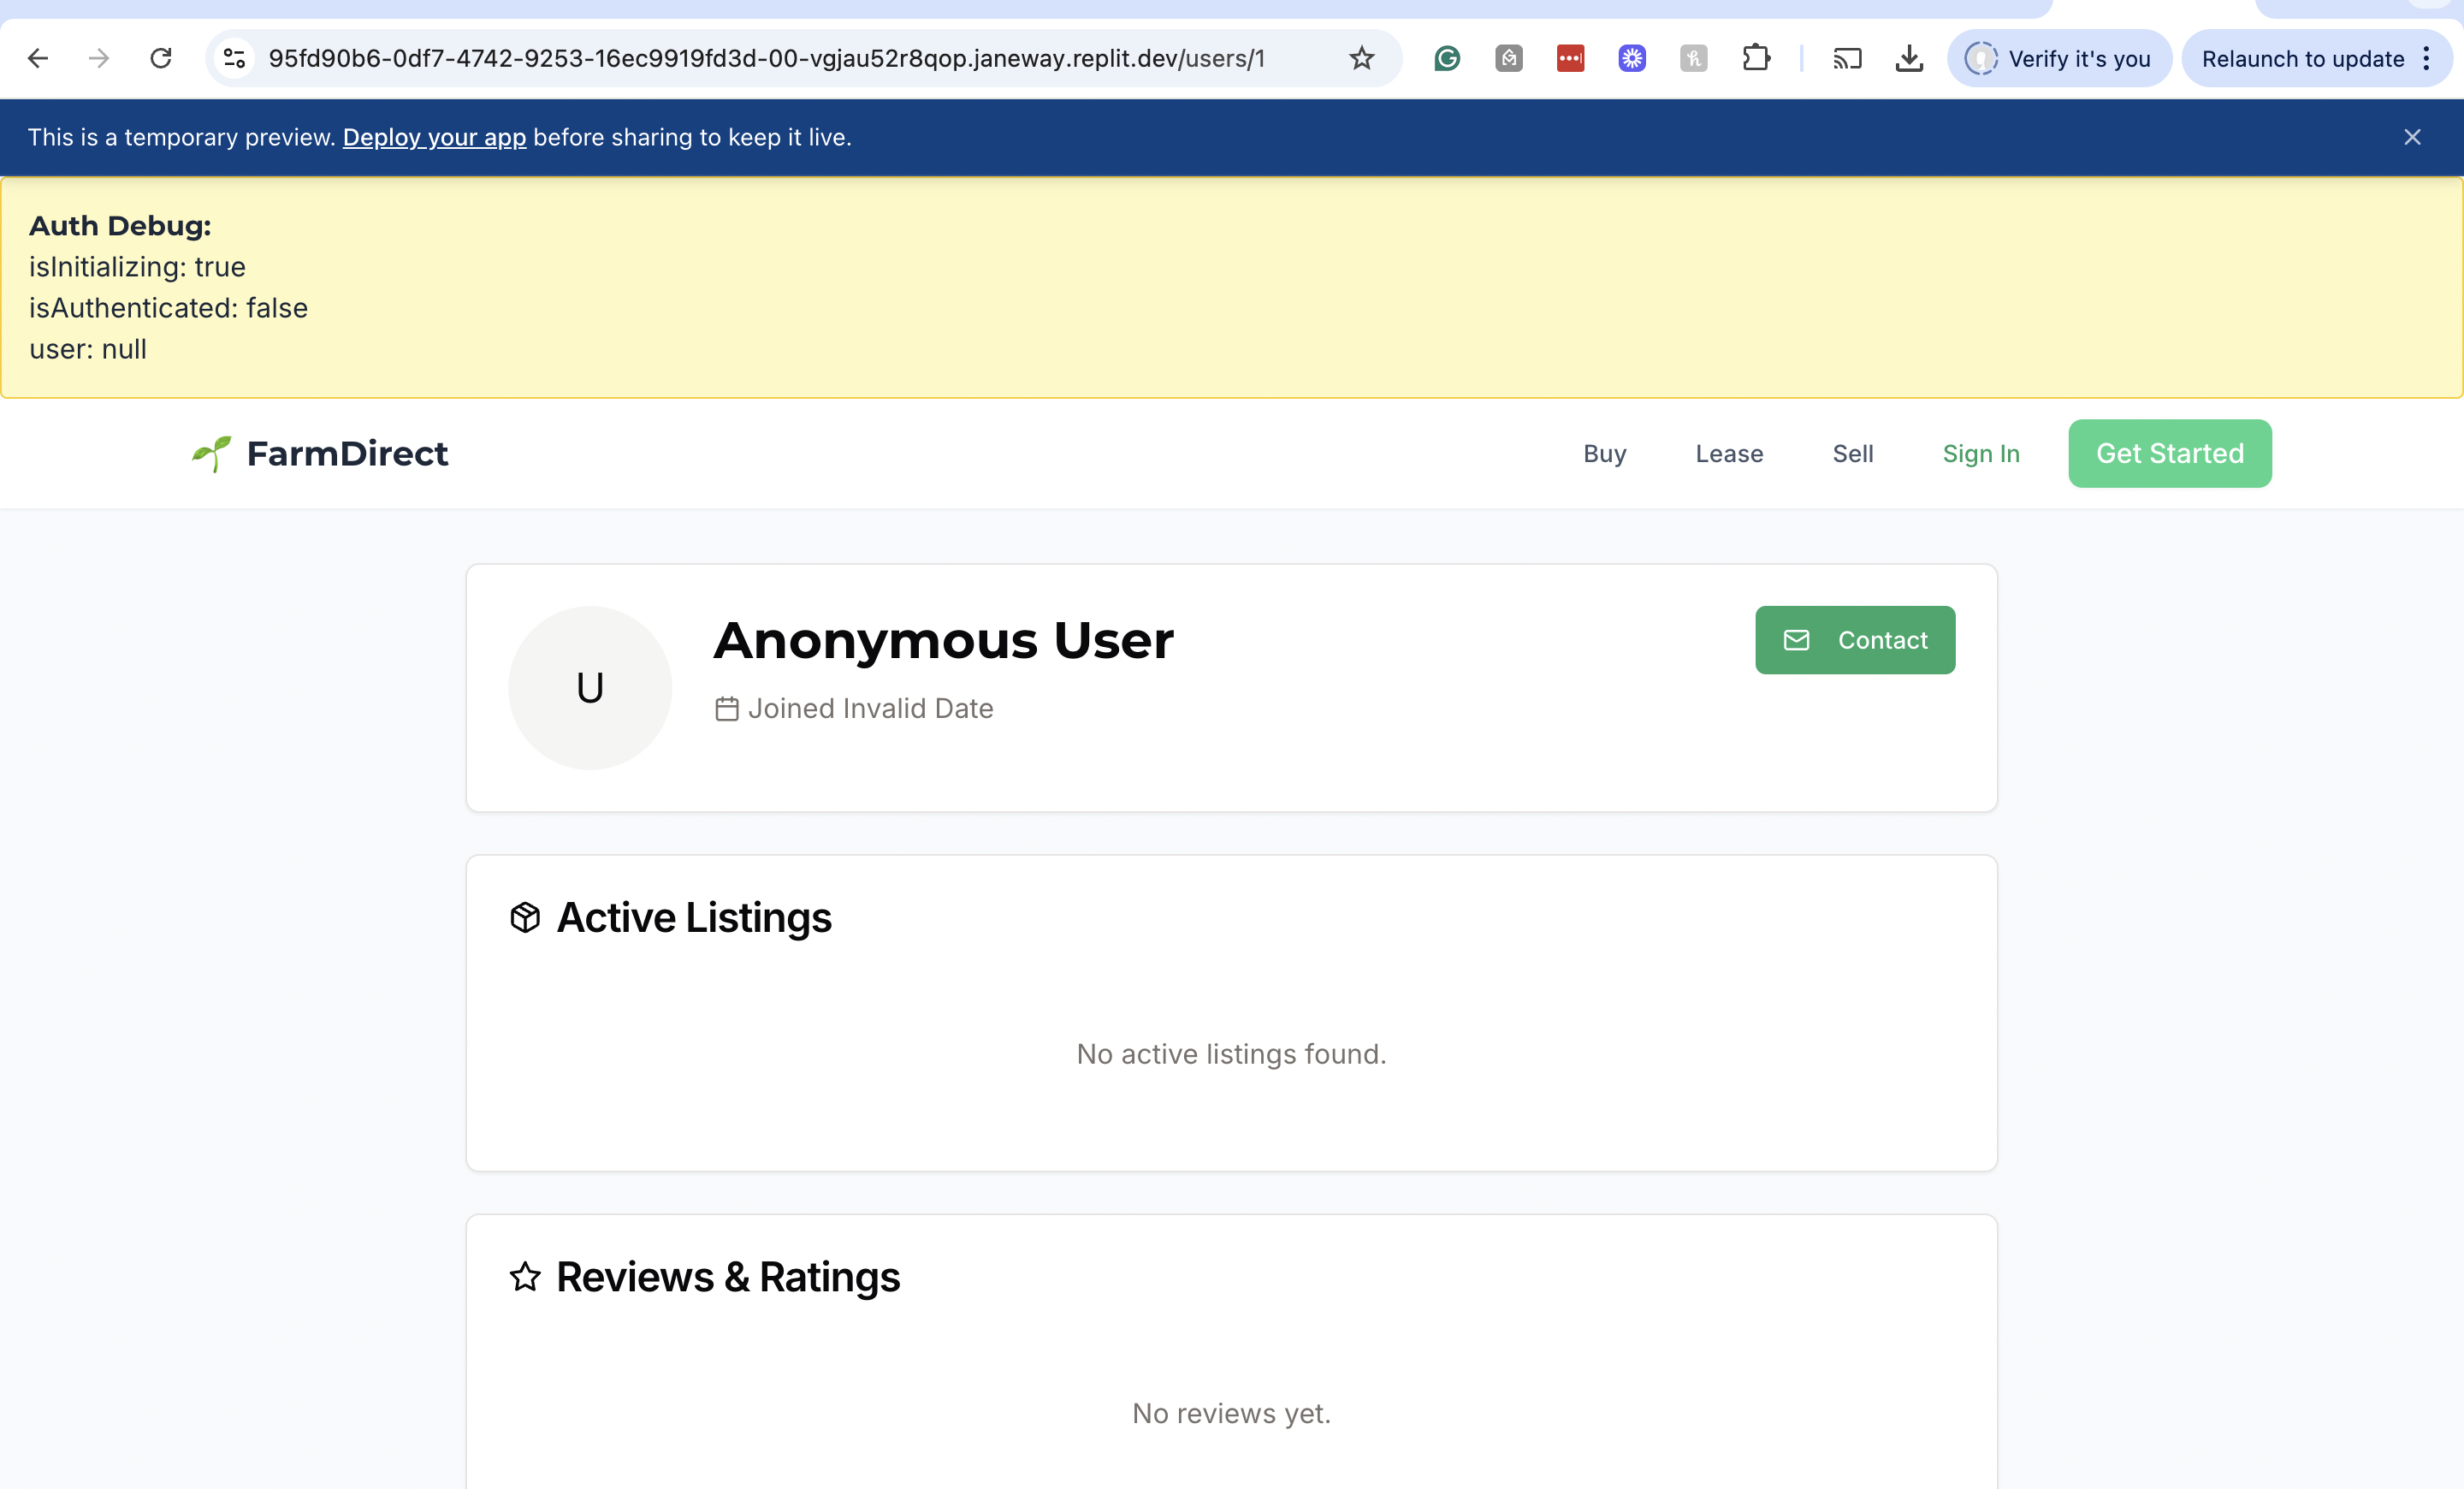 95fd90b6-0df7-4742-9253-16ec9919fd3d-00-vgjau52r8qop.janeway.replit.dev/users/1
Verify it's you
Relaunch to update
This is a temporary preview. Deploy your app before sharing to keep it live.
Auth Debug:
isInitializing: true
isAuthenticated: false
user: null
FarmDirect
Buy
Lease
Sell
Sign In
Get Started
U
Anonymous User
Joined Invalid Date
Contact
Active Listings
No active listings found.
Reviews & Ratings
No reviews yet.